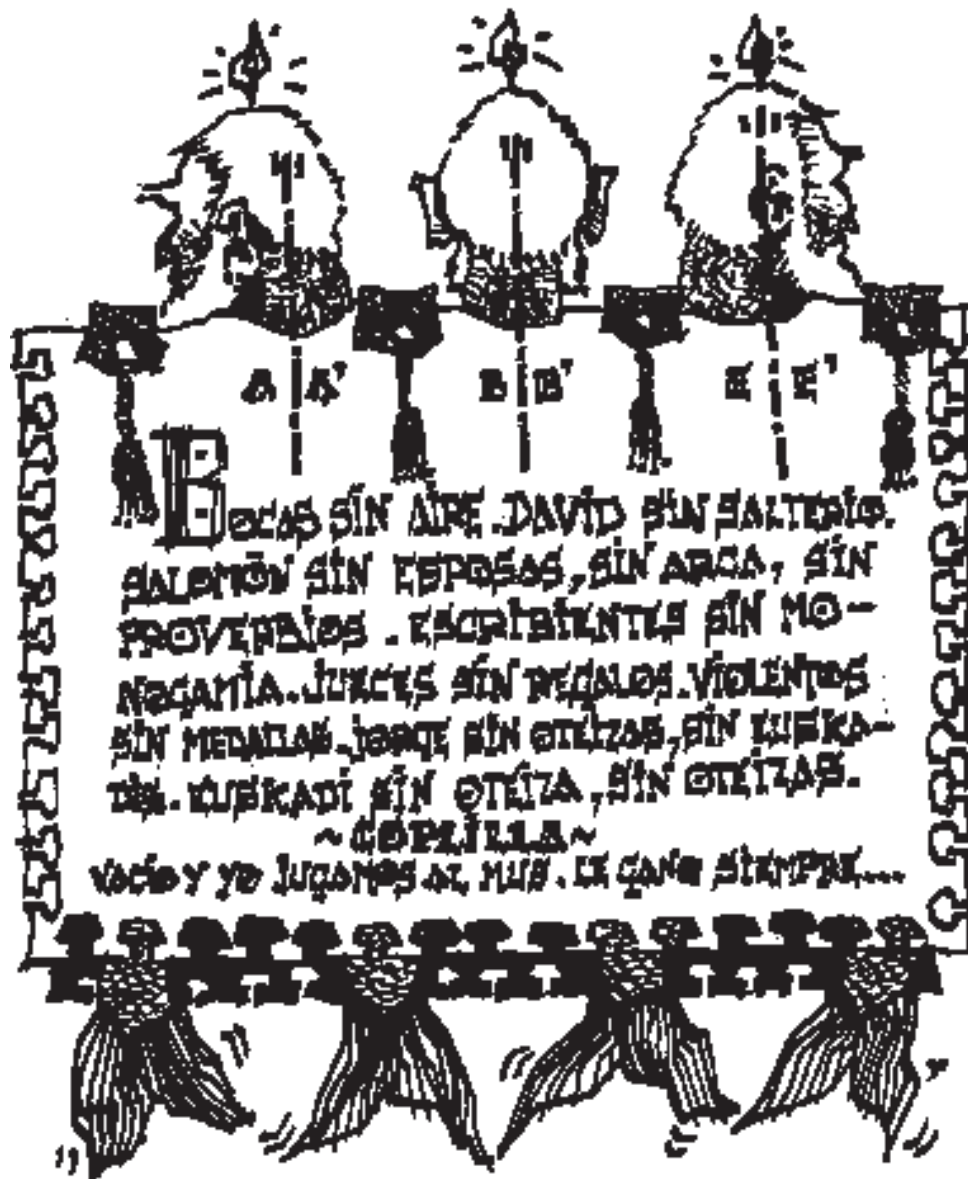 A A' B B' A A'
BOCAS SIN AIRE. DAVID SIN SALTERIO.
SALOMÓN SIN ESPOSAS, SIN ARCA, SIN
PROVERBIOS. ESCRIBIENTES SIN MO-
NOGAMIA. JUECES SIN REGALOS. VIOLENTOS
SIN MEDALLAS. JORGE SIN OTEIZAS, SIN EUSKA-
DIS. EUSKADI SIN OTEIZA, SIN OTEIZAS.
~COPLILLA~
VACÍO Y YO JUGAMOS AL MUS. LE GANO SIEMPRE...